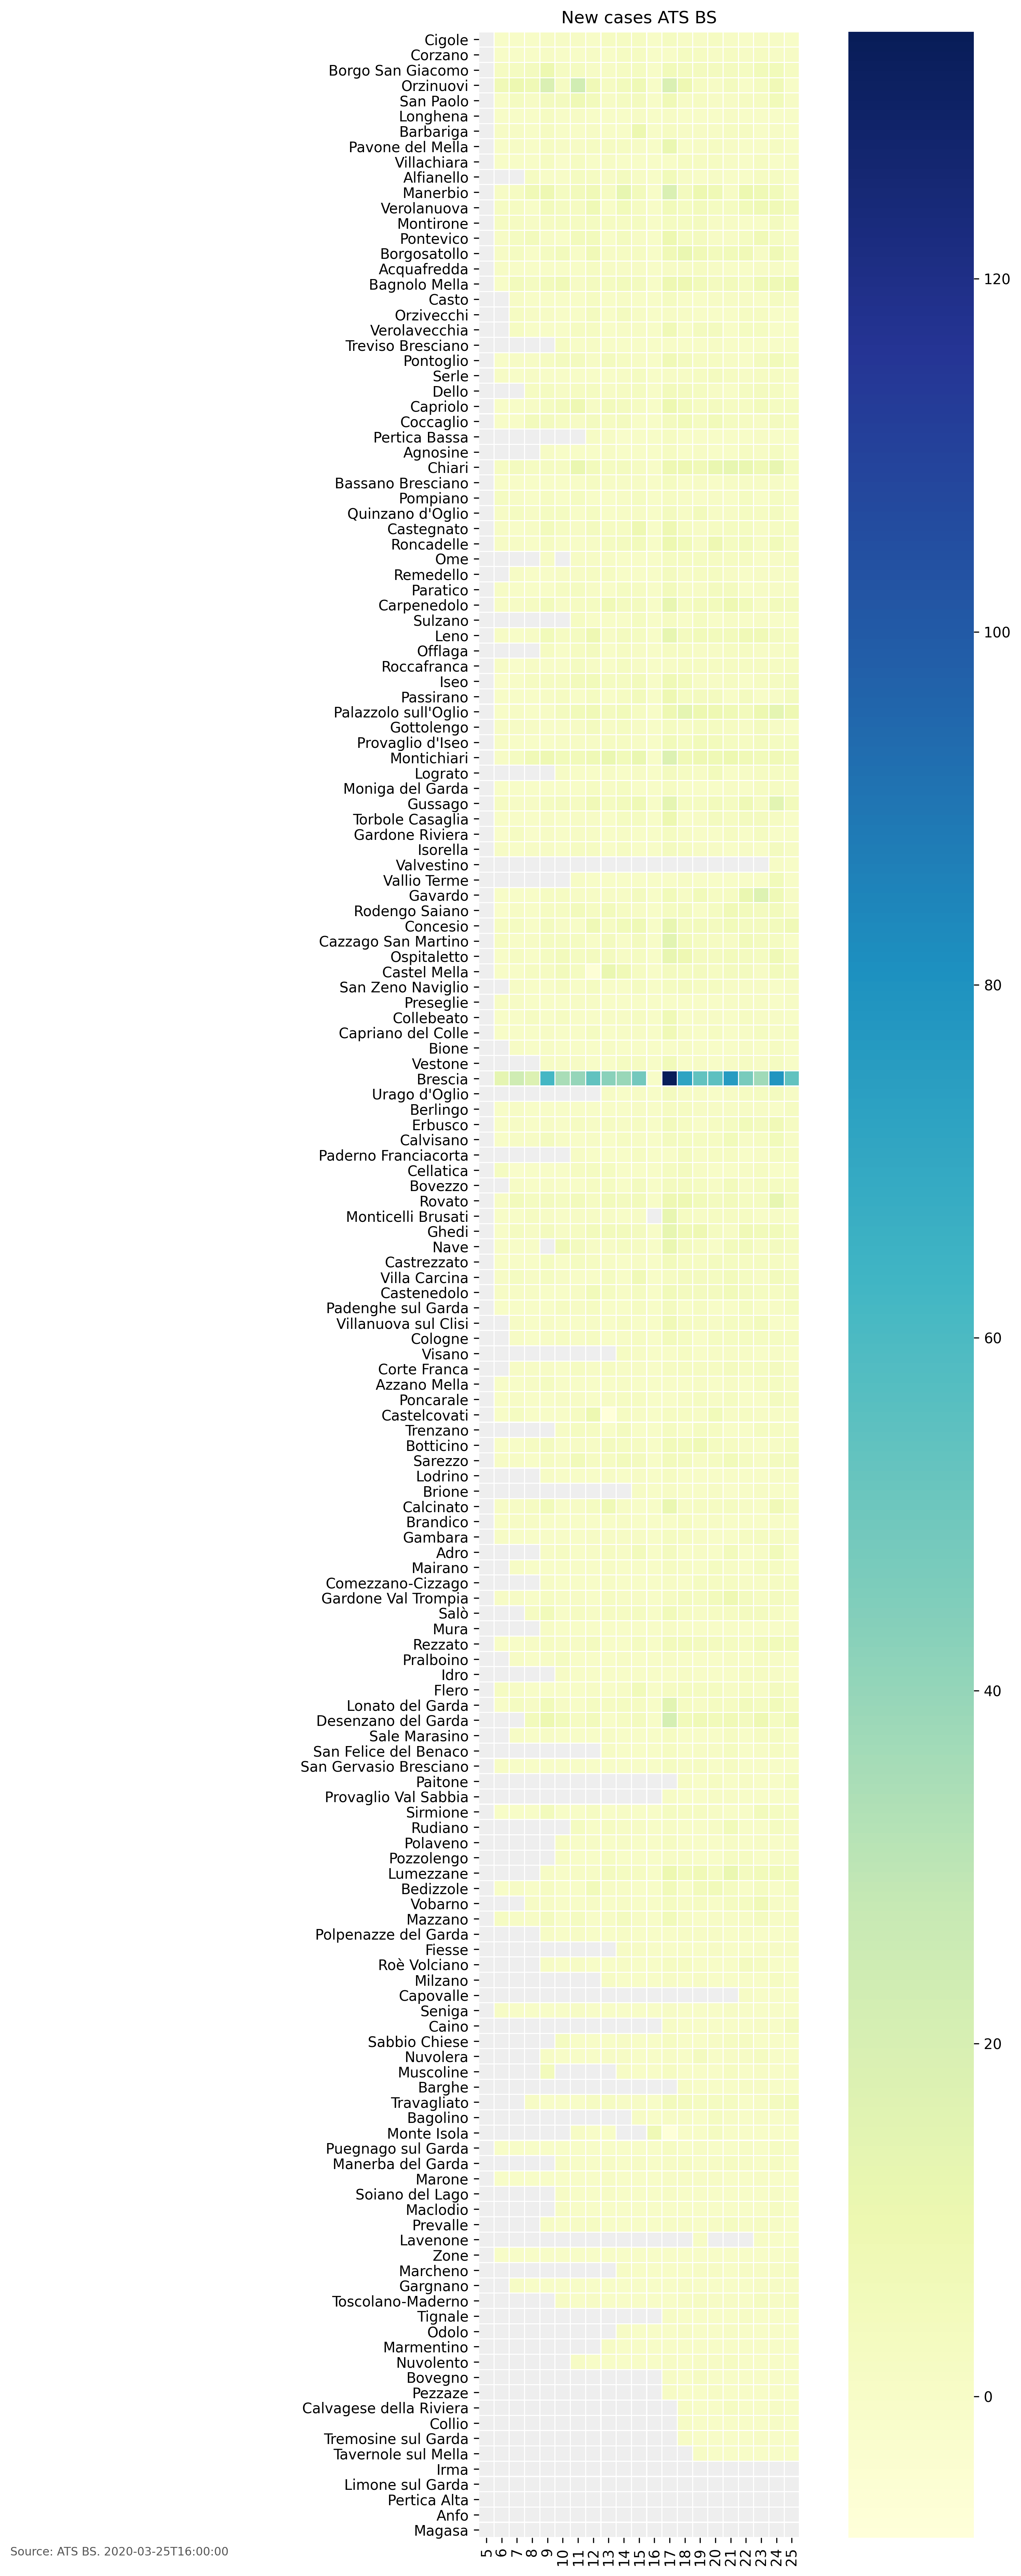 New cases ATS BS
Cigole
Corzano
Borgo San Giacomo
Orzinuovi
San Paolo
Longhena
Barbariga
Pavone del Mella
Villachiara
Alfianello
Manerbio
Verolanuova
Montirone
Pontevico
Borgosatollo
Acquafredda
Bagnolo Mella
Casto
Orzivecchi
Verolavecchia
Treviso Bresciano
Pontoglio
Serle
Dello
Capriolo
Coccaglio
Pertica Bassa
Agnosine
Chiari
Bassano Bresciano
Pompiano
Quinzano d'Oglio
Castegnato
Roncadelle
Ome
Remedello
Paratico
Carpenedolo
Sulzano
Leno
Offlaga
Roccafranca
Iseo
Passirano
Palazzolo sull'Oglio
Gottolengo
Provaglio d'Iseo
Montichiari
Lograto
Moniga del Garda
Gussago
Torbole Casaglia
Gardone Riviera
Isorella
Valvestino
Vallio Terme
Gavardo
Rodengo Saiano
Concesio
Cazzago San Martino
Ospitaletto
Castel Mella
San Zeno Naviglio
Preseglie
Collebeato
Capriano del Colle
Bione
Vestone
Brescia
Urago d'Oglio
Berlingo
Erbusco
Calvisano
Paderno Franciacorta
Cellatica
Bovezzo
Rovato
Monticelli Brusati
Ghedi
Nave
Castrezzato
Villa Carcina
Castenedolo
Padenghe sul Garda
Villanuova sul Clisi
Cologne
Visano
Corte Franca
Azzano Mella
Poncarale
Castelcovati
Trenzano
Botticino
Sarezzo
Lodrino
Brione
Calcinato
Brandico
Gambara
Adro
Mairano
Comezzano-Cizzago
Gardone Val Trompia
Salò
Mura
Rezzato
Pralboino
Idro
Flero
Lonato del Garda
Desenzano del Garda
Sale Marasino
San Felice del Benaco
San Gervasio Bresciano
Paitone
Provaglio Val Sabbia
Sirmione
Rudiano
Polaveno
Pozzolengo
Lumezzane
Bedizzole
Vobarno
Mazzano
Polpenazze del Garda
Fiesse
Roè Volciano
Milzano
Capovalle
Seniga
Caino
Sabbio Chiese
Nuvolera
Muscoline
Barghe
Travagliato
Bagolino
Monte Isola
Puegnago sul Garda
Manerba del Garda
Marone
Soiano del Lago
Maclodio
Prevalle
Lavenone
Zone
Marcheno
Gargnano
Toscolano-Maderno
Tignale
Odolo
Marmentino
Nuvolento
Bovegno
Pezzaze
Calvagese della Riviera
Collio
Tremosine sul Garda
Tavernole sul Mella
Irma
Limone sul Garda
Pertica Alta
Anfo
Magasa
5 6 7 8 9 10 11 12 13 14 15 16 17 18 19 20 21 22 23 24 25
120
100
80
60
40
20
0
Source: ATS BS. 2020-03-25T16:00:00